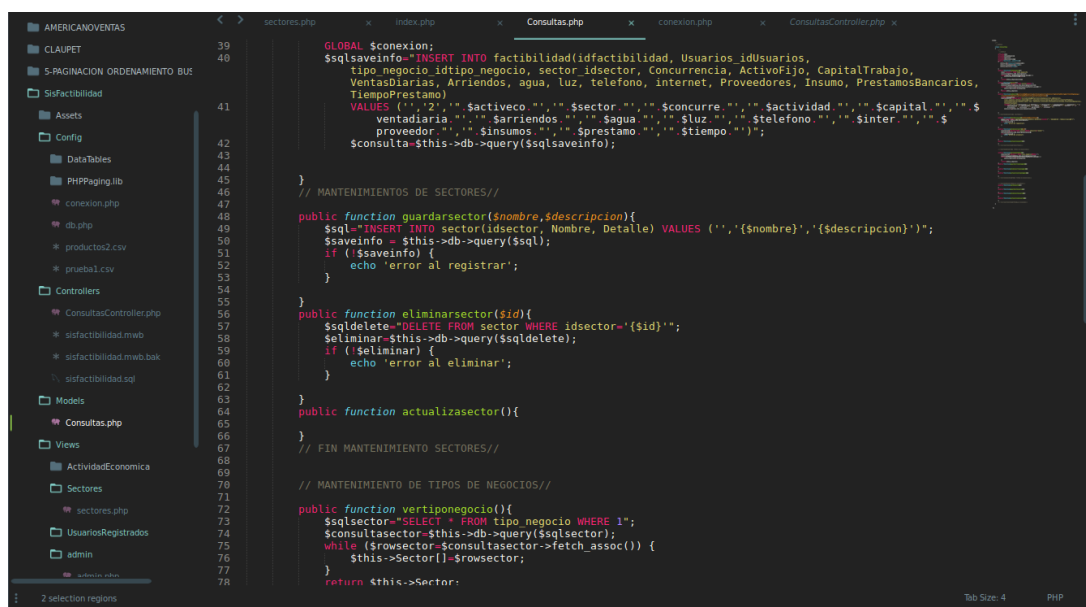 AMERICANOVENTAS
CLAUPET
5-PAGINACION ORDENAMIENTO BUS
SisFactibilidad
Assets
Config
DataTables
PHPPaging.lib
conexion.php
db.php
productos2.csv
prueba1.csv
Controllers
ConsultasController.php
sisfactibilidad.mwb
sisfactibilidad.mwb.bak
sisfactibilidad.sql
Models
Consultas.php
Views
ActividadEconomica
Sectores
sectores.php
UsuariosRegistrados
admin
admin.php
sectores.php × index.php × Consultas.php × conexion.php × ConsultasController.php ×
39 GLOBAL $conexion;
40 $sqlsaveinfo="INSERT INTO factibilidad(idfactibilidad, Usuarios_idUsuarios,
tipo_negocio_idtipo_negocio, sector_idsector, Concurrencia, ActivoFijo, CapitalTrabajo,
VentasDiarias, Arriendos, agua, luz, telefono, internet, Proveedores, Insumo, PrestamosBancarios,
TiempoPrestamo)
41 VALUES ('','2','".$activeco."','".$sector."','".$concurre."','".$actividad."','".$capital."','".$
ventadiaria."'.'".$arriendos."','".$agua."','".$luz."','".$telefono."','".$inter."','".$
proveedor."','".$insumos."','".$prestamo."','".$tiempo."')";
42 $consulta=$this->db->query($sqlsaveinfo);
43
44
45 }
46 // MANTENIMIENTOS DE SECTORES//
47
48 public function guardarsector($nombre,$descripcion){
49 $sql="INSERT INTO sector(idsector, Nombre, Detalle) VALUES ('','{$nombre}','{$descripcion}')";
50 $saveinfo = $this->db->query($sql);
51 if (!$saveinfo) {
52 echo 'error al registrar';
53 }
54
55 }
56 public function eliminarsector($id){
57 $sqldelete="DELETE FROM sector WHERE idsector='{$id}'";
58 $eliminar=$this->db->query($sqldelete);
59 if (!$eliminar) {
60 echo 'error al eliminar';
61 }
62
63 }
64 public function actualizasector(){
65
66 }
67 // FIN MANTENIMIENTO SECTORES//
68
69
70 // MANTENIMIENTO DE TIPOS DE NEGOCIOS//
71
72 public function vertiponegocio(){
73 $sqlsector="SELECT * FROM tipo_negocio WHERE 1";
74 $consultasector=$this->db->query($sqlsector);
75 while ($rowsector=$consultasector->fetch_assoc()) {
76 $this->Sector[]=$rowsector;
77 }
78 return $this->Sector;
2 selection regions
Tab Size: 4 PHP